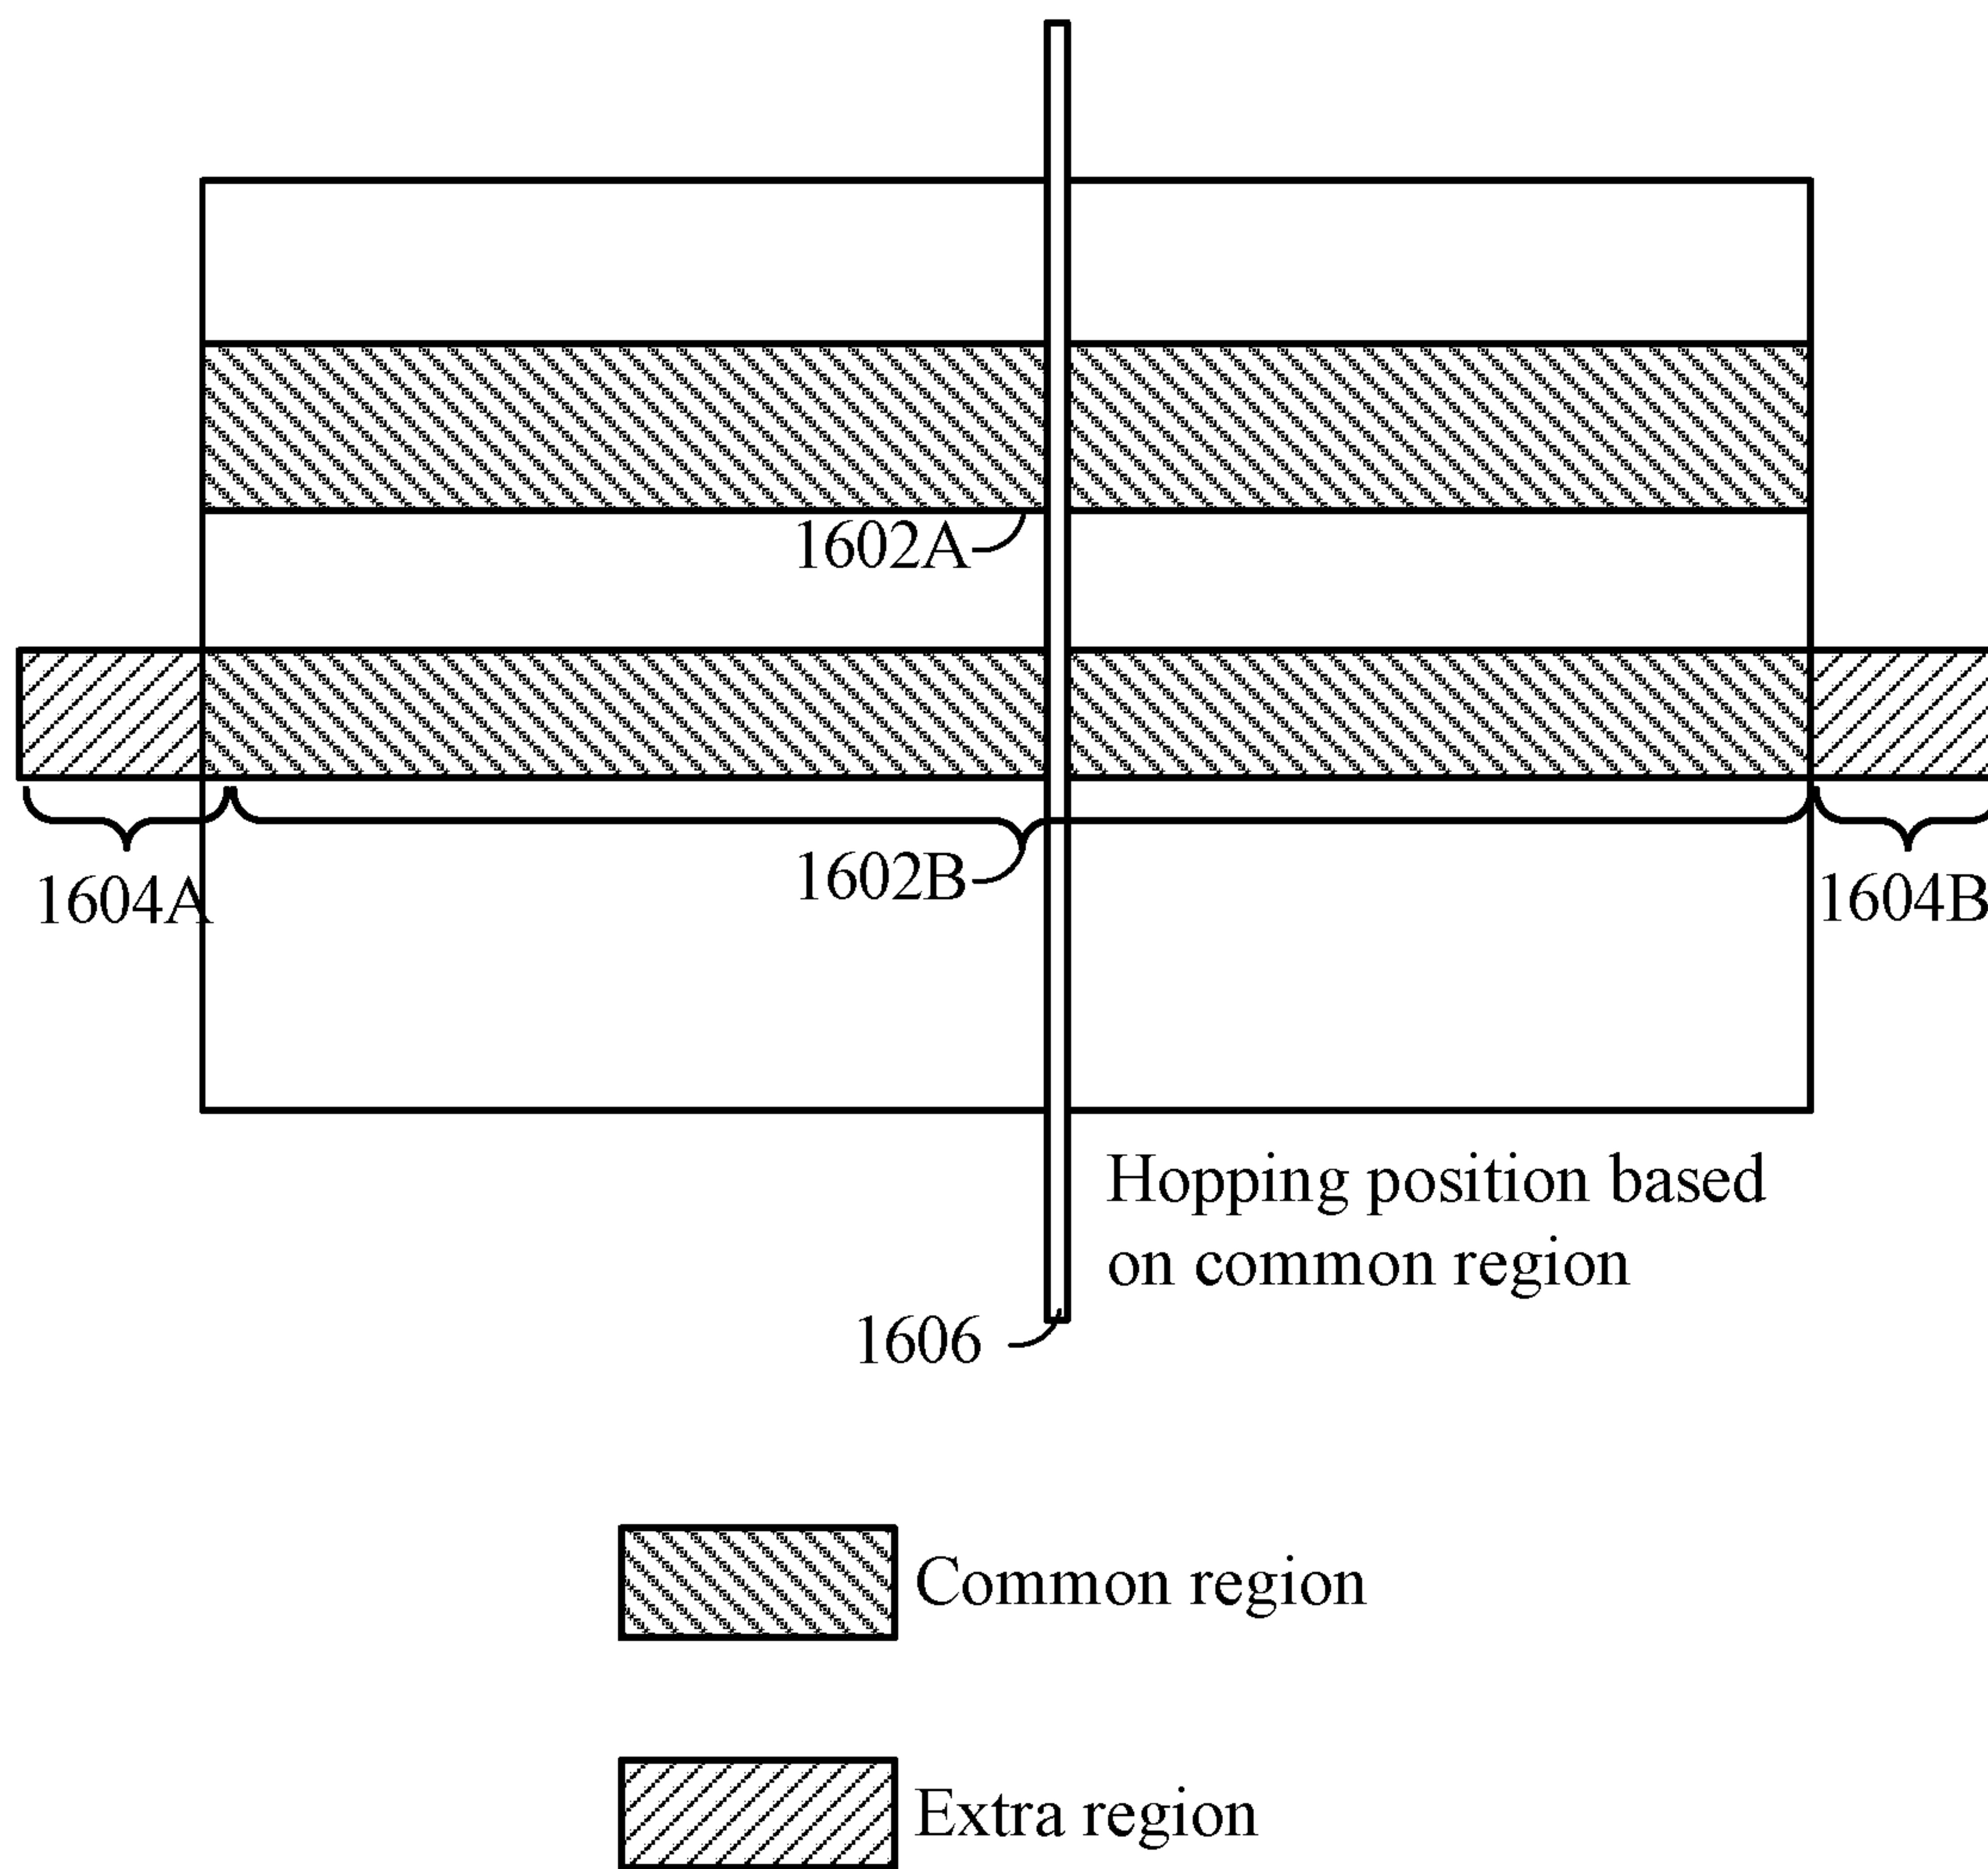 1602A
1602B
1604A
1604B
Hopping position based
on common region
1606
Common region
Extra region